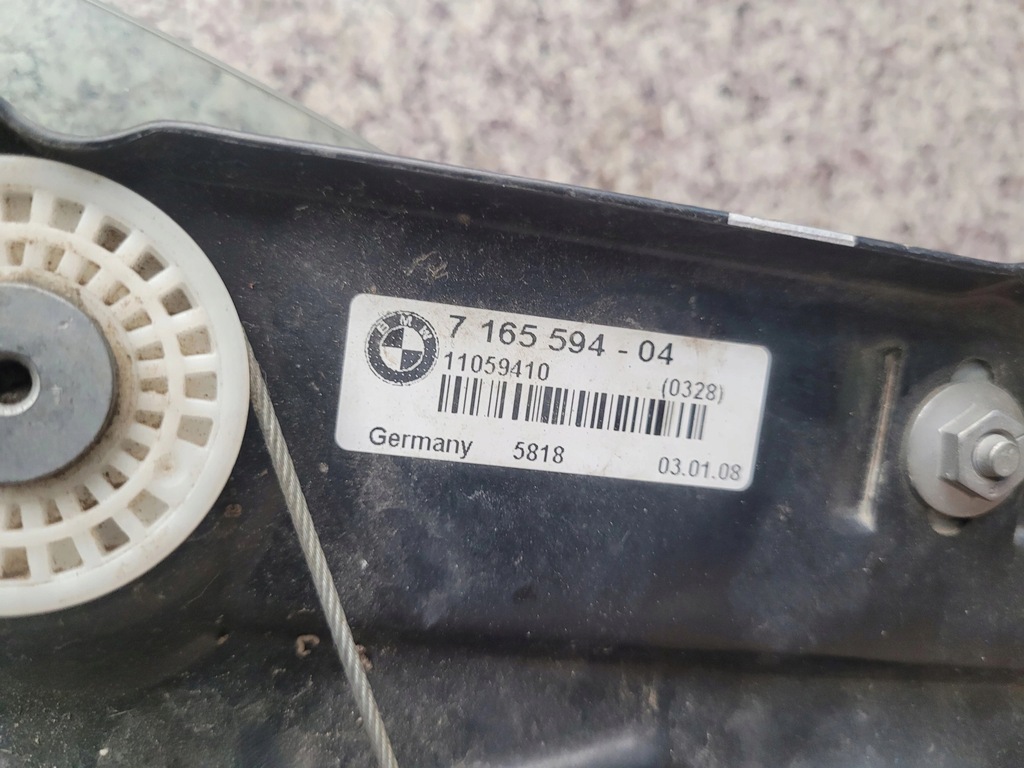 BMW
7 165 594 - 04
11059410
(0328)
Germany 5818 03.01.08